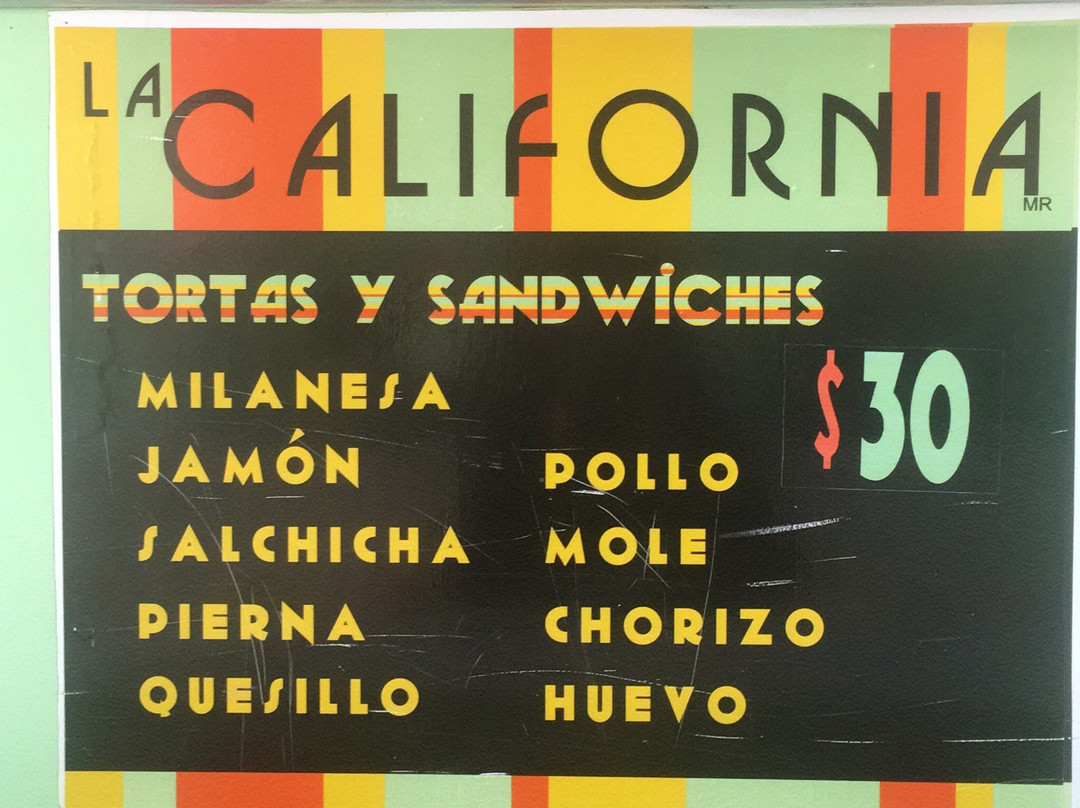 LA CALIFORNIA
MR
TORTAS Y SANDWICHES
$30
MILANESA
JAMÓN
SALCHICHA
PIERNA
QUESILLO
POLLO
MOLE
CHORIZO
HUEVO